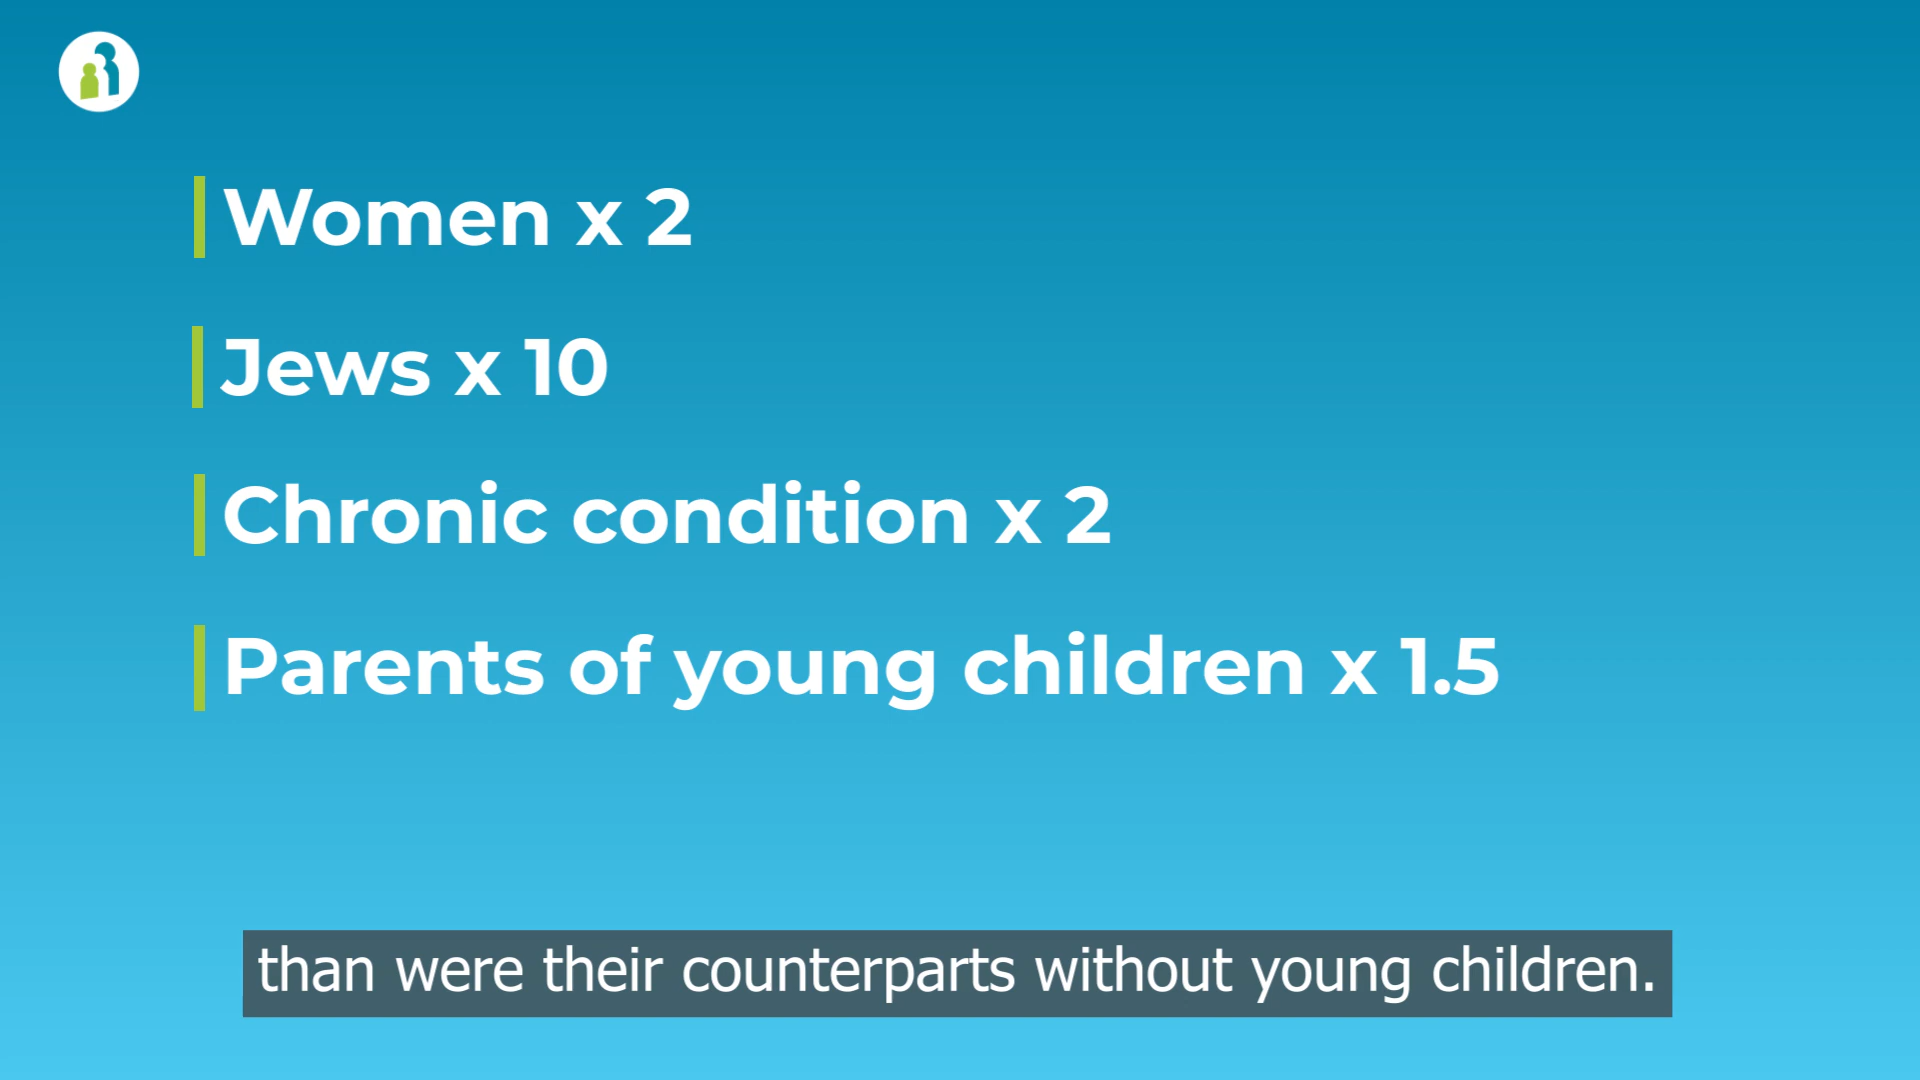 Women x 2
Jews x 10
Chronic condition x 2
Parents of young children x 1.5
than were their counterparts without young children.